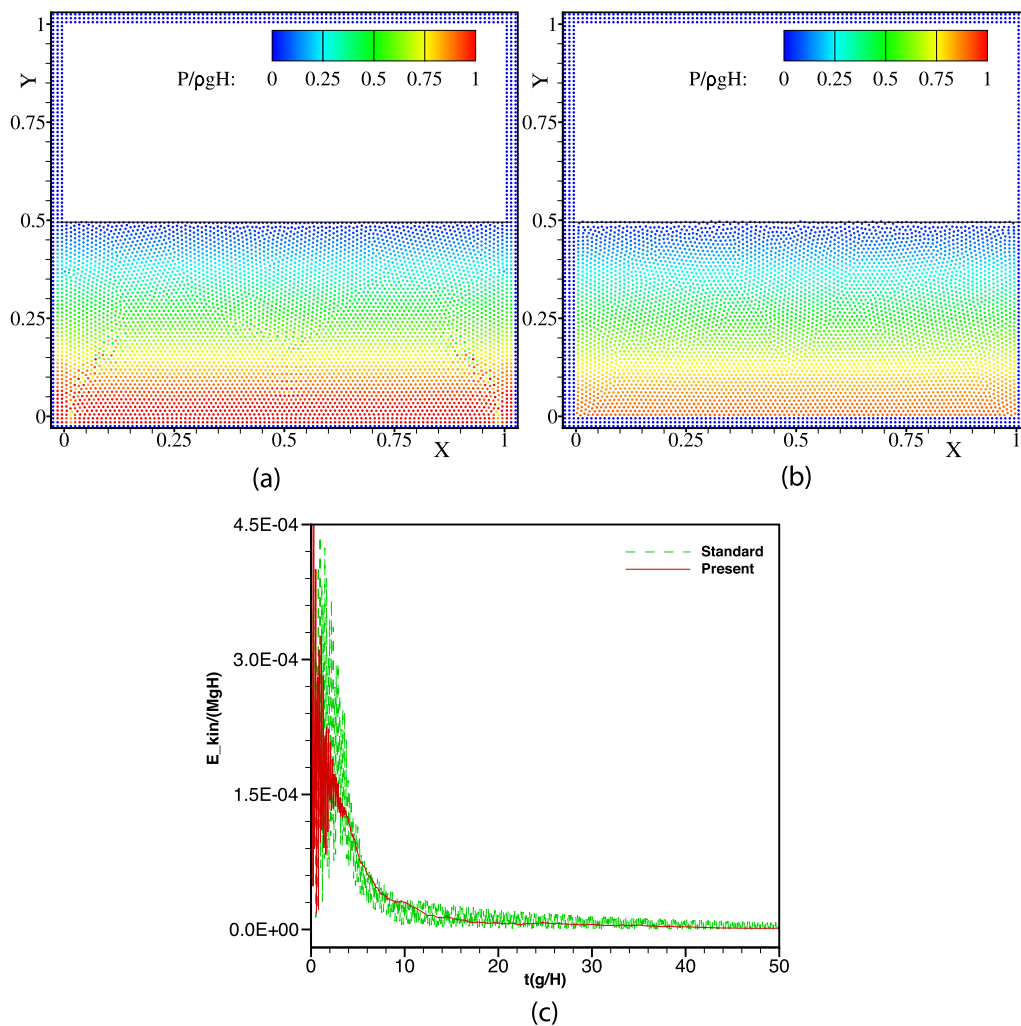 1
0.75
0.5
0.25
0
Y
P/ρgH: 0 0.25 0.5 0.75 1
0 0.25 0.5 0.75 1
X
(a)
1
0.75
0.5
0.25
0
Y
P/ρgH: 0 0.25 0.5 0.75 1
0 0.25 0.5 0.75 1
X
(b)
4.5E-04
3.0E-04
1.5E-04
0.0E+00
E_kin/(MgH)
Standard
Present
0 10 20 30 40 50
t(g/H)
(c)